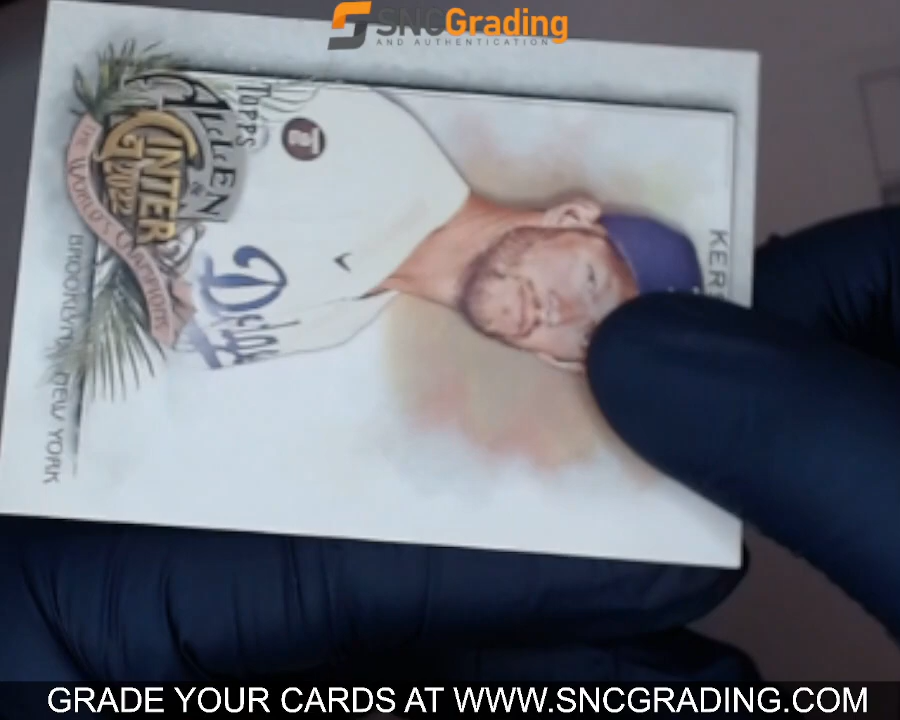 SNCGrading
AND AUTHENTICATION
TOPPS
ALLEN
&
GINTER
2022
THE WORLD'S CHAMPIONS
BROOKLYN, NEW YORK
Dodg
GRADE YOUR CARDS AT WWW.SNCGRADING.COM